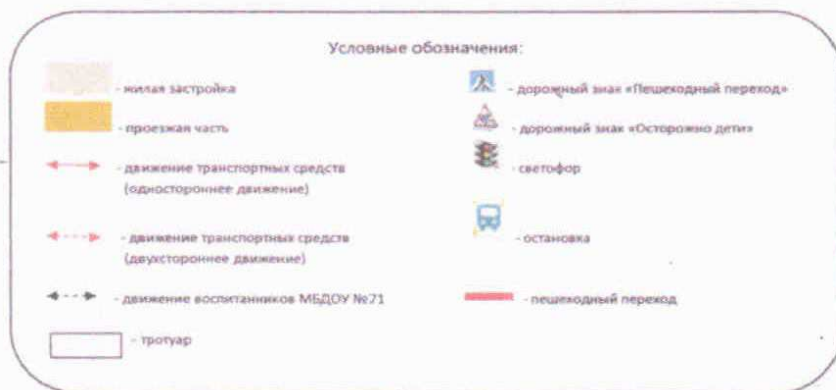 Условные обозначения:
- жилая застройка
- проезжая часть
- движение транспортных средств
(одностороннее движение)
- движение транспортных средств
(двухстороннее движение)
- движение воспитанников МБДОУ №71
- тротуар
- дорожный знак «Пешеходный переход»
- дорожный знак «Осторожно дети»
- светофор
- остановка
- пешеходный переход